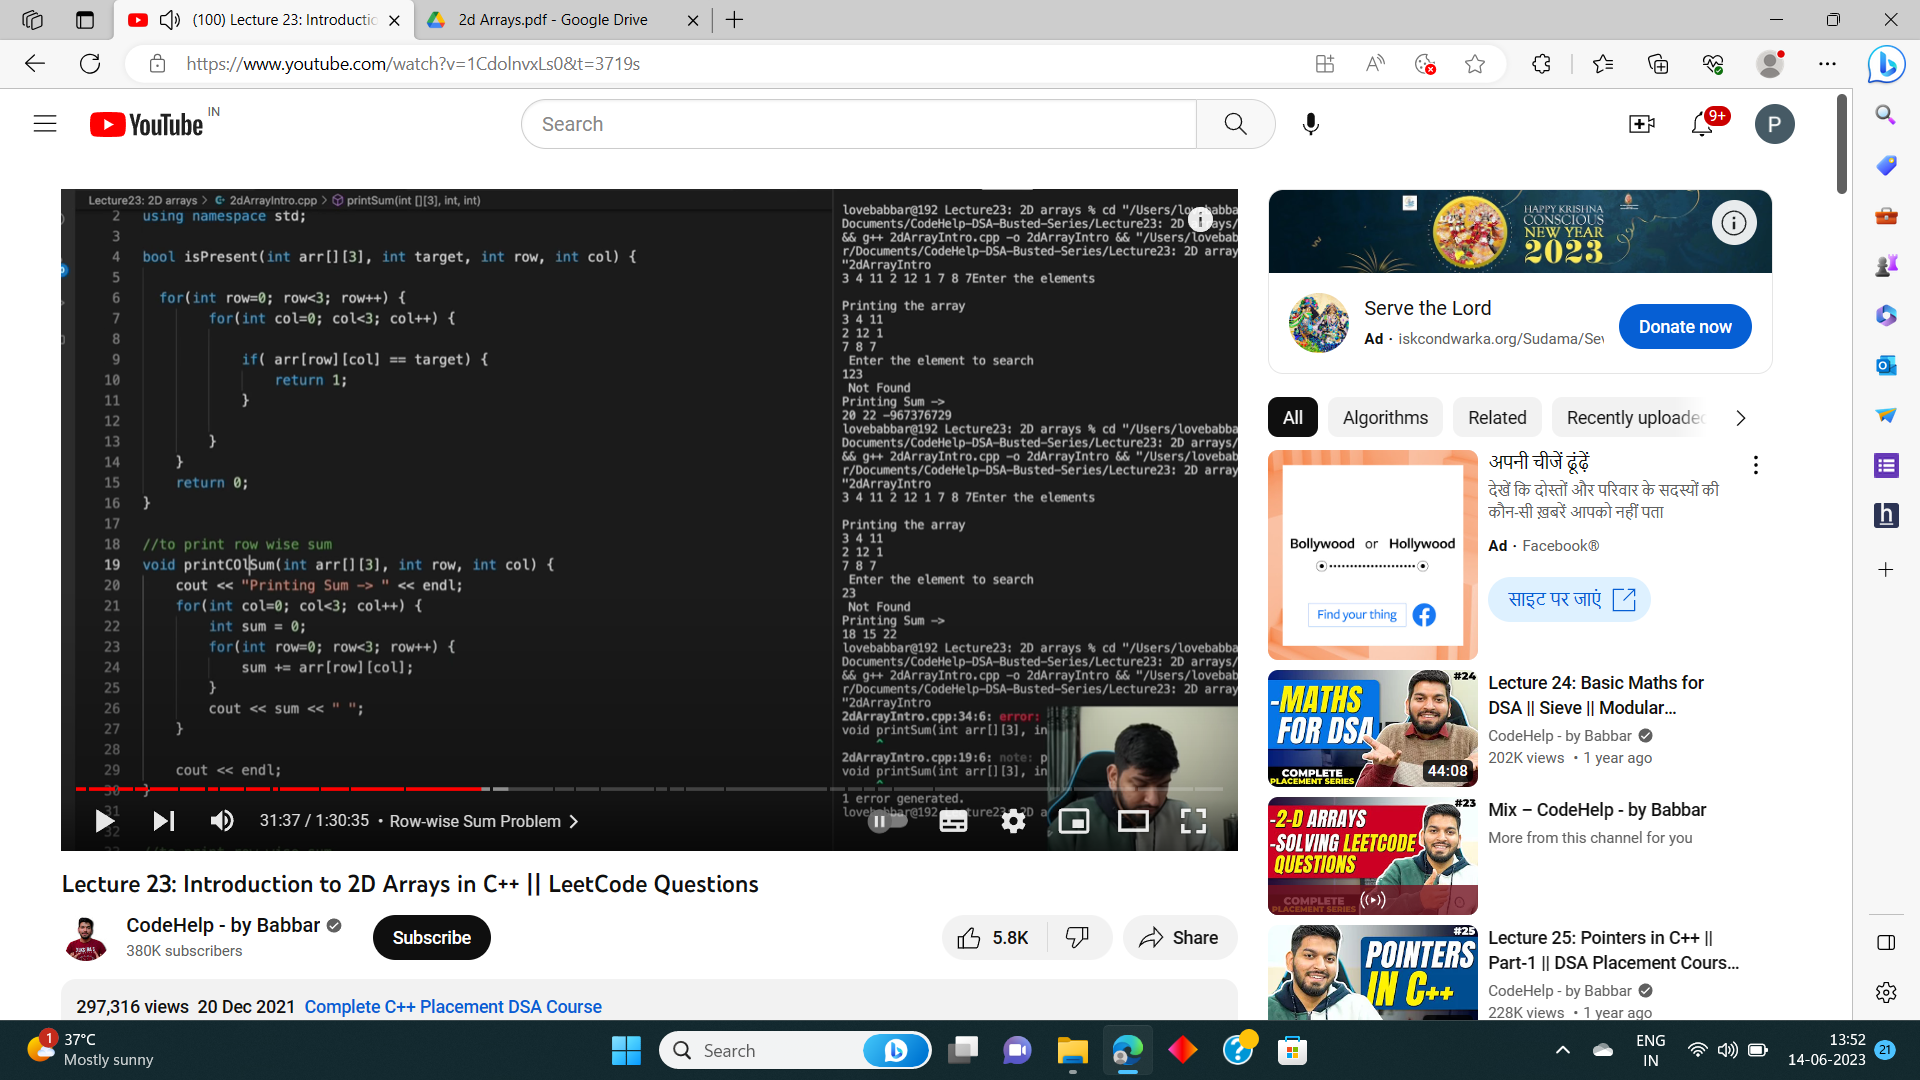 (100) Lecture 23: Introductio
2d Arrays.pdf - Google Drive
https://www.youtube.com/watch?v=1CdolnvxLs0&t=3719s
YouTube IN
Search
9+
P
Lecture23: 2D arrays > 2dArrayIntro.cpp > printSum(int [][3], int, int)
2 using namespace std;
3
4 bool isPresent(int arr[][3], int target, int row, int col) {
5
6 for(int row=0; row<3; row++) {
7 for(int col=0; col<3; col++) {
8
9 if( arr[row][col] == target) {
10 return 1;
11 }
12
13 }
14 }
15 return 0;
16 }
17
18 //to print row wise sum
19 void printCOlSum(int arr[][3], int row, int col) {
20 cout << "Printing Sum -> " << endl;
21 for(int col=0; col<3; col++) {
22 int sum = 0;
23 for(int row=0; row<3; row++) {
24 sum += arr[row][col];
25 }
26 cout << sum << " ";
27 }
28
29 cout << endl;
30 }
31
32
lovebabbar@192 Lecture23: 2D arrays % cd "/Users/lovebabba
Documents/CodeHelp-DSA-Busted-Series/Lecture23: 2D arrays/
&& g++ 2dArrayIntro.cpp -o 2dArrayIntro && "/Users/lovebab
r/Documents/CodeHelp-DSA-Busted-Series/Lecture23: 2D array
"2dArrayIntro
3 4 11 2 12 1 7 8 7Enter the elements
Printing the array
3 4 11
2 12 1
7 8 7
Enter the element to search
123
Not Found
Printing Sum ->
20 22 -967376729
lovebabbar@192 Lecture23: 2D arrays % cd "/Users/lovebabba
Documents/CodeHelp-DSA-Busted-Series/Lecture23: 2D arrays/
&& g++ 2dArrayIntro.cpp -o 2dArrayIntro && "/Users/lovebab
r/Documents/CodeHelp-DSA-Busted-Series/Lecture23: 2D array
"2dArrayIntro
3 4 11 2 12 1 7 8 7Enter the elements
Printing the array
3 4 11
2 12 1
7 8 7
Enter the element to search
23
Not Found
Printing Sum ->
18 15 22
lovebabbar@192 Lecture23: 2D arrays % cd "/Users/lovebabba
Documents/CodeHelp-DSA-Busted-Series/Lecture23: 2D arrays/
&& g++ 2dArrayIntro.cpp -o 2dArrayIntro && "/Users/lovebab
r/Documents/CodeHelp-DSA-Busted-Series/Lecture23: 2D array
"2dArrayIntro
2dArrayIntro.cpp:34:6: error:
void printSum(int arr[][3], in
^
2dArrayIntro.cpp:19:6: note: p
void printSum(int arr[][3], in
^
1 error generated.
31:37 / 1:30:35 • Row-wise Sum Problem >
Lecture 23: Introduction to 2D Arrays in C++ || LeetCode Questions
CodeHelp - by Babbar
380K subscribers
Subscribe
5.8K
Share
297,316 views 20 Dec 2021 Complete C++ Placement DSA Course
HAPPY KRISHNA
CONSCIOUS
NEW YEAR
2023
Serve the Lord
Ad · iskcondwarka.org/Sudama/Sev
Donate now
All
Algorithms
Related
Recently uploaded
Bollywood or Hollywood
Find your thing
अपनी चीजें ढूंढ़ें
देखें कि दोस्तों और परिवार के सदस्यों की
कौन-सी ख़बरें आपको नहीं पता
Ad · Facebook®
साइट पर जाएं
#24
-MATHS
FOR DSA
COMPLETE
PLACEMENT SERIES
44:08
Lecture 24: Basic Maths for
DSA || Sieve || Modular...
CodeHelp - by Babbar
202K views • 1 year ago
#23
-2-D ARRAYS
-SOLVING LEETCODE
QUESTIONS
COMPLETE
PLACEMENT SERIES
Mix – CodeHelp - by Babbar
More from this channel for you
#25
POINTERS
IN C++
Lecture 25: Pointers in C++ ||
Part-1 || DSA Placement Cours...
CodeHelp - by Babbar
228K views • 1 year ago
1
37°C
Mostly sunny
Search
ENG
IN
13:52
14-06-2023
21